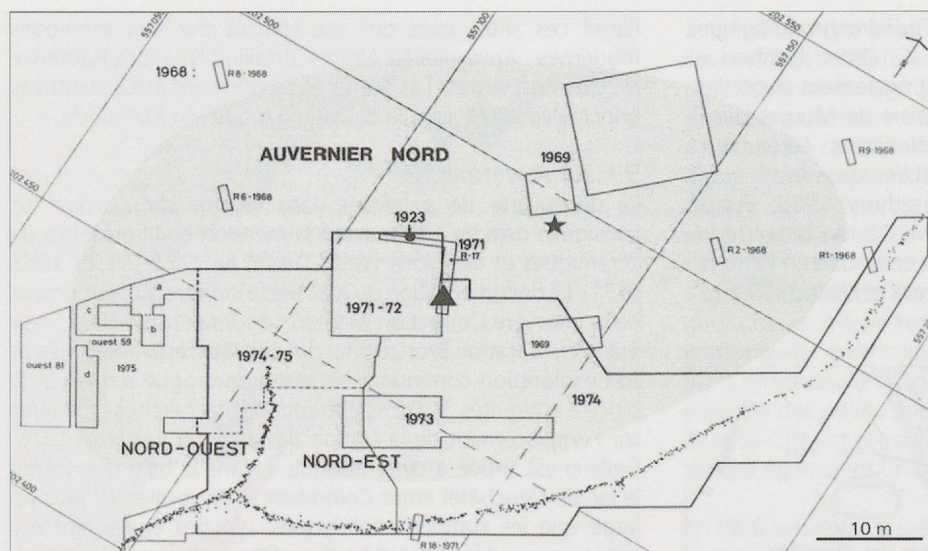 557.050
202.500
557.100
202.550
557.150
1968 :
R8-1968
AUVERNIER NORD
1969
R9-1968
202.450
R6-1968
1923
1971
R-17
R2-1968
R1-1968
1971-72
a
c
b
ouest 59
ouest 81
d
1975
1974-75
1969
1974
1973
NORD-OUEST
NORD-EST
202.400
R18-1971
10 m